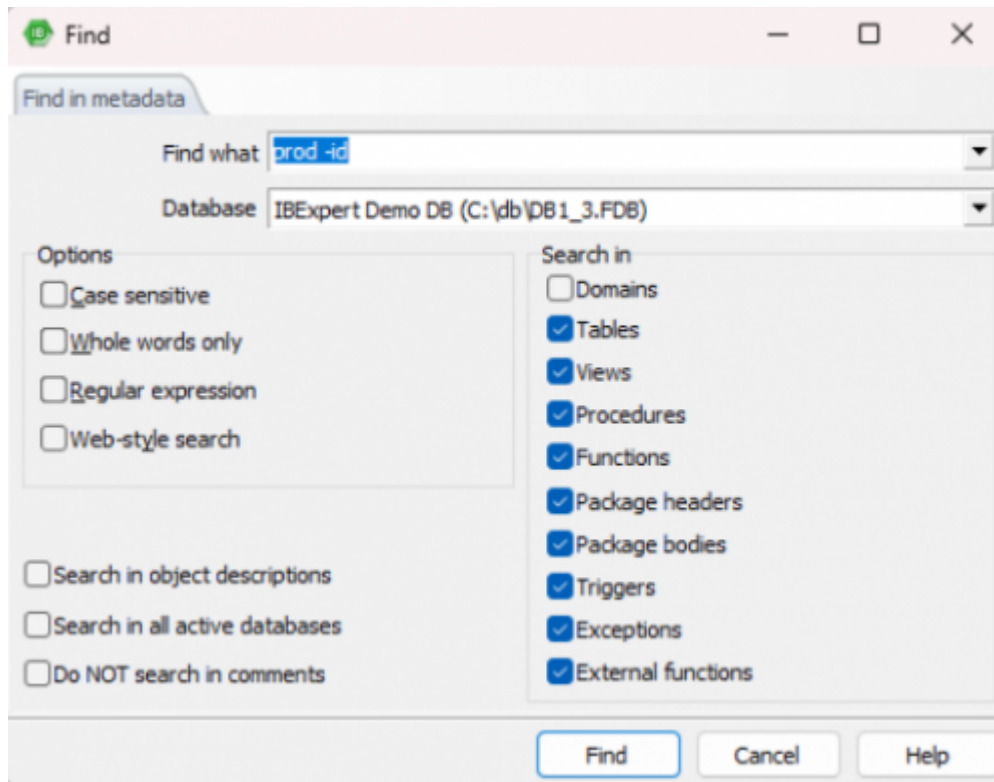 IB Find
Find in metadata
Find what prod -id
Database IBExpert Demo DB (C:\db\DB1_3.FDB)
Options
Case sensitive
Whole words only
Regular expression
Web-style search
Search in object descriptions
Search in all active databases
Do NOT search in comments
Search in
Domains
Tables
Views
Procedures
Functions
Package headers
Package bodies
Triggers
Exceptions
External functions
Find Cancel Help